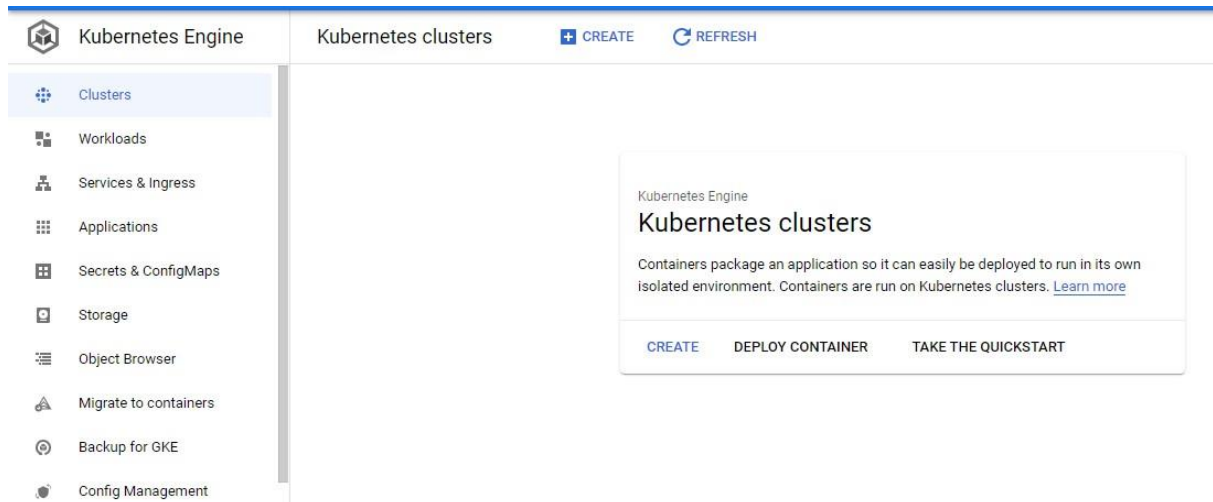 Kubernetes Engine
Kubernetes clusters
CREATE
REFRESH
Clusters
Workloads
Services & Ingress
Applications
Secrets & ConfigMaps
Storage
Object Browser
Migrate to containers
Backup for GKE
Config Management
Kubernetes Engine
Kubernetes clusters
Containers package an application so it can easily be deployed to run in its own
isolated environment. Containers are run on Kubernetes clusters. Learn more
CREATE DEPLOY CONTAINER TAKE THE QUICKSTART